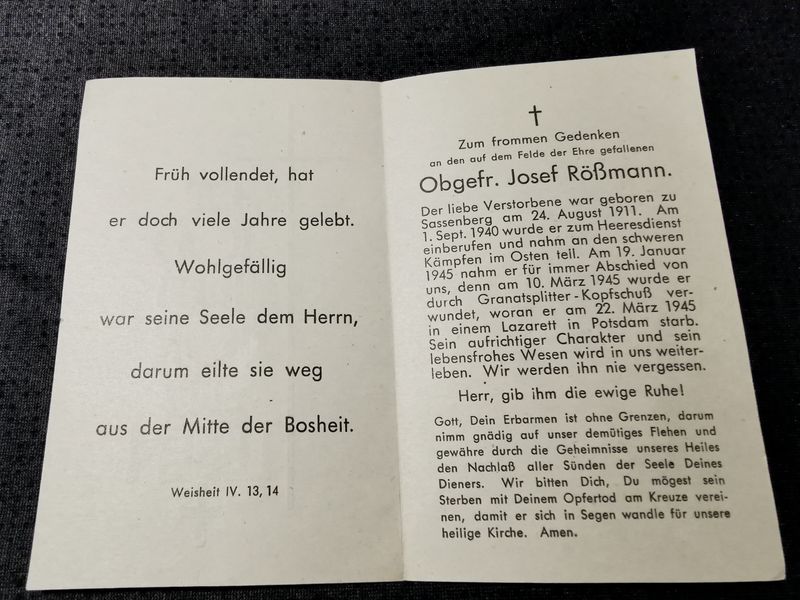 Früh vollendet, hat
er doch viele Jahre gelebt.
Wohlgefällig
war seine Seele dem Herrn,
darum eilte sie weg
aus der Mitte der Bosheit.
Weisheit IV. 13, 14
†
Zum frommen Gedenken
an den auf dem Felde der Ehre gefallenen
Obgefr. Josef Rößmann.
Der liebe Verstorbene war geboren zu
Sassenberg am 24. August 1911. Am
1. Sept. 1940 wurde er zum Heeresdienst
einberufen und nahm an den schweren
Kämpfen im Osten teil. Am 19. Januar
1945 nahm er für immer Abschied von
uns, denn am 10. März 1945 wurde er
durch Granatsplitter-Kopfschuß ver-
wundet, woran er am 22. März 1945
in einem Lazarett in Potsdam starb.
Sein aufrichtiger Charakter und sein
lebensfrohes Wesen wird in uns weiter-
leben. Wir werden ihn nie vergessen.
Herr, gib ihm die ewige Ruhe!
Gott, Dein Erbarmen ist ohne Grenzen, darum
nimm gnädig auf unser demütiges Flehen und
gewähre durch die Geheimnisse unseres Heiles
den Nachlaß aller Sünden der Seele Deines
Dieners. Wir bitten Dich, Du mögest sein
Sterben mit Deinem Opfertod am Kreuze verei-
nen, damit er sich in Segen wandle für unsere
heilige Kirche. Amen.